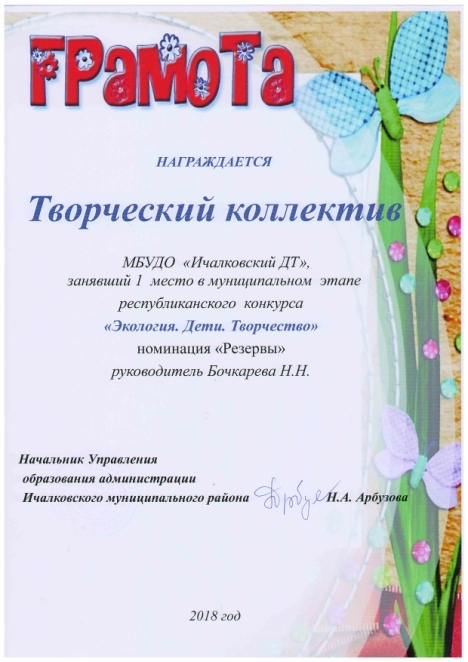 ГРАМОТА
НАГРАЖДАЕТСЯ
Творческий коллектив
МБУДО «Ичалковский ДТ»,
занявший 1 место в муниципальном этапе
республиканского конкурса
«Экология. Дети. Творчество»
номинация «Резервы»
руководитель Бочкарева Н.Н.
Начальник Управления
образования администрации
Ичалковского муниципального района Н.А. Арбузова
2018 год